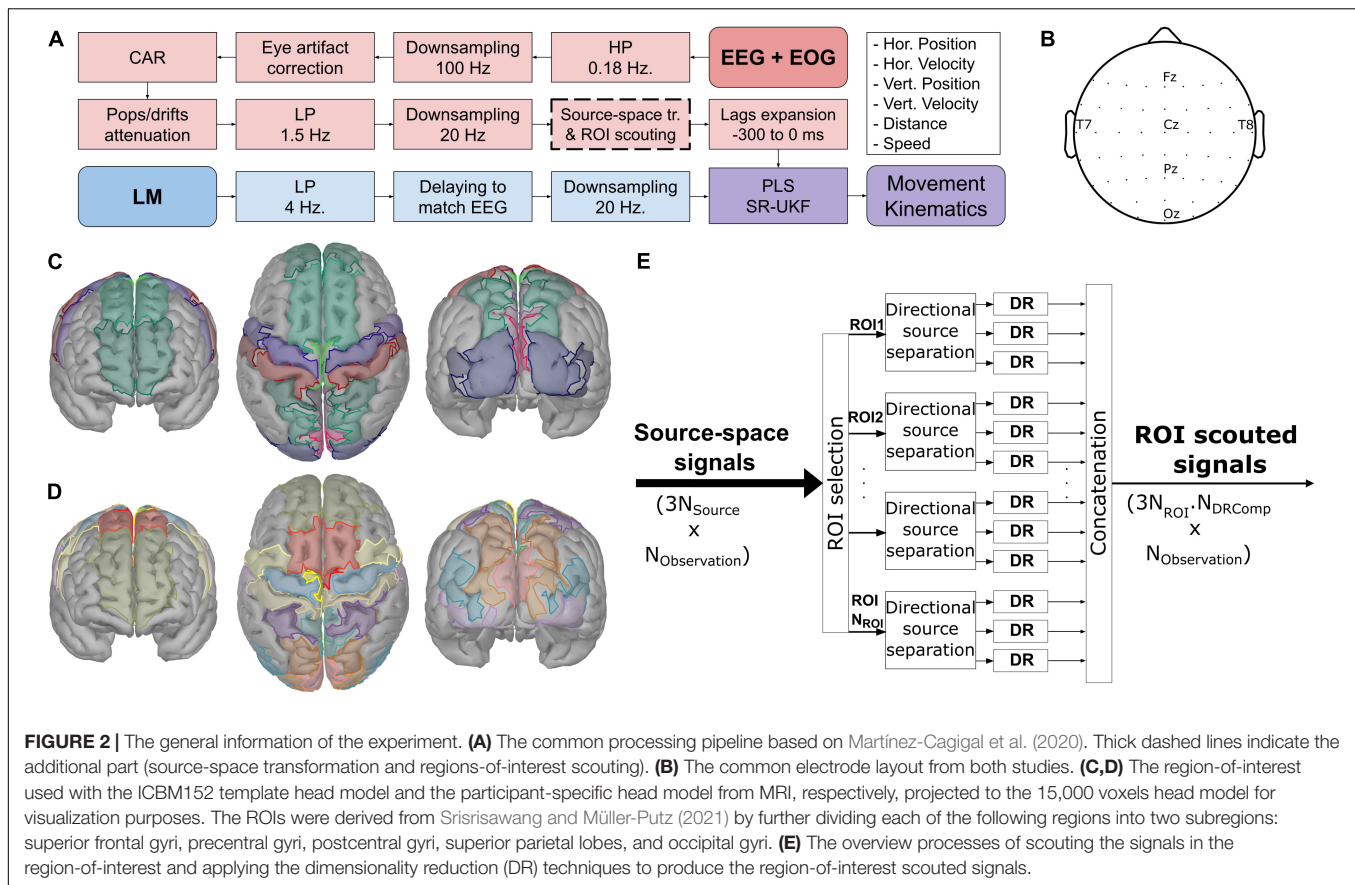 A
CAR
Eye artifact
correction
Downsampling
100 Hz
HP
0.18 Hz.
EEG + EOG
Pops/drifts
attenuation
LP
1.5 Hz
Downsampling
20 Hz
Source-space tr.
& ROI scouting
Lags expansion
-300 to 0 ms
LM
LP
4 Hz.
Delaying to
match EEG
Downsampling
20 Hz.
PLS
SR-UKF
Movement
Kinematics
- Hor. Position
- Hor. Velocity
- Vert. Position
- Vert. Velocity
- Distance
- Speed
B
Fz
T7
Cz
T8
Pz
Oz
C
D
E
Source-space
signals
(3N_Source
x
N_Observation)
ROI selection
ROI1
Directional
source
separation
DR
DR
DR
ROI2
Directional
source
separation
DR
DR
DR
Directional
source
separation
DR
DR
DR
ROI
N_ROI
Directional
source
separation
DR
DR
DR
Concatenation
ROI scouted
signals
(3N_ROI.N_DRComp
x
N_Observation)
FIGURE 2 | The general information of the experiment. (A) The common processing pipeline based on Martínez-Cagigal et al. (2020). Thick dashed lines indicate the
additional part (source-space transformation and regions-of-interest scouting). (B) The common electrode layout from both studies. (C,D) The region-of-interest
used with the ICBM152 template head model and the participant-specific head model from MRI, respectively, projected to the 15,000 voxels head model for
visualization purposes. The ROIs were derived from Srisrisawang and Müller-Putz (2021) by further dividing each of the following regions into two subregions:
superior frontal gyri, precentral gyri, postcentral gyri, superior parietal lobes, and occipital gyri. (E) The overview processes of scouting the signals in the
region-of-interest and applying the dimensionality reduction (DR) techniques to produce the region-of-interest scouted signals.